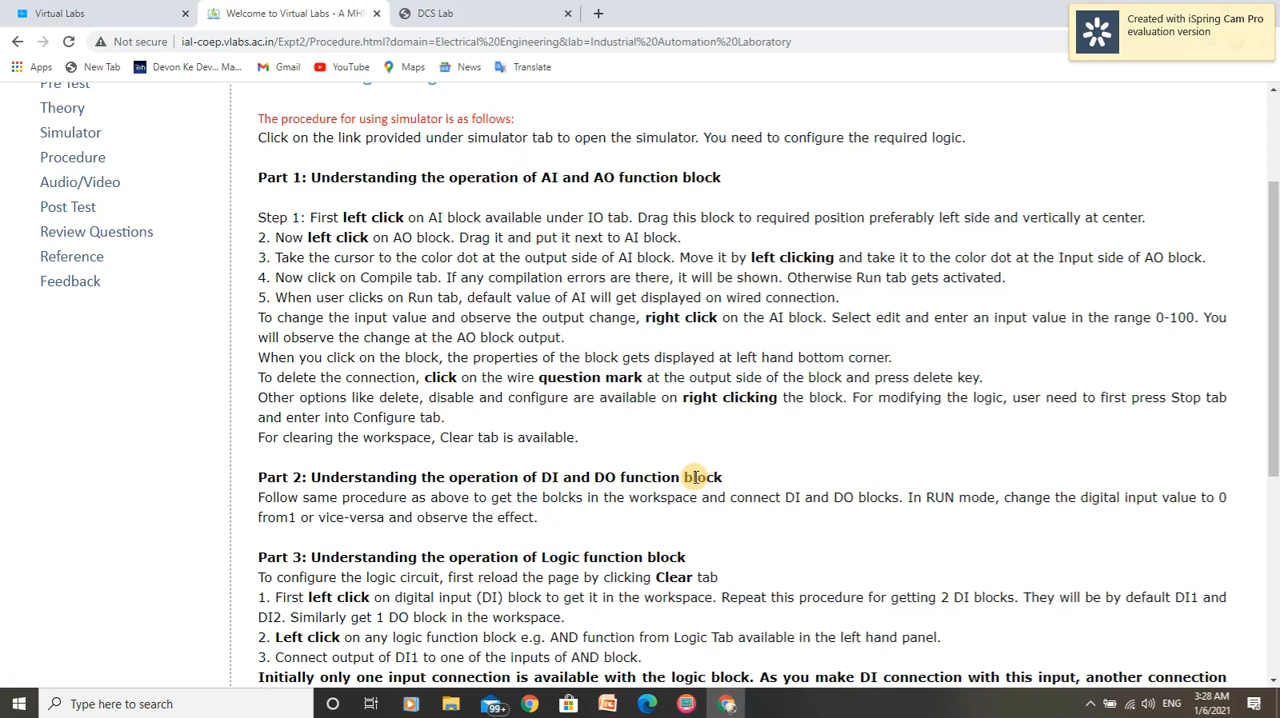 Virtual Labs
Welcome to Virtual Labs - A MHR
DCS Lab
Created with iSpring Cam Pro
evaluation version
Not secure
ial-coep.vlabs.ac.in/Expt2/Procedure.html?domain=Electrical%20Engineering&lab=Industrial%20Automation%20Laboratory
Apps
New Tab
Devon Ke Dev... Ma...
Gmail
YouTube
Maps
News
Translate
Pre Test
Theory
Simulator
Procedure
Audio/Video
Post Test
Review Questions
Reference
Feedback
The procedure for using simulator is as follows:
Click on the link provided under simulator tab to open the simulator. You need to configure the required logic.
Part 1: Understanding the operation of AI and AO function block
Step 1: First left click on AI block available under IO tab. Drag this block to required position preferably left side and vertically at center.
2. Now left click on AO block. Drag it and put it next to AI block.
3. Take the cursor to the color dot at the output side of AI block. Move it by left clicking and take it to the color dot at the Input side of AO block.
4. Now click on Compile tab. If any compilation errors are there, it will be shown. Otherwise Run tab gets activated.
5. When user clicks on Run tab, default value of AI will get displayed on wired connection.
To change the input value and observe the output change, right click on the AI block. Select edit and enter an input value in the range 0-100. You
will observe the change at the AO block output.
When you click on the block, the properties of the block gets displayed at left hand bottom corner.
To delete the connection, click on the wire question mark at the output side of the block and press delete key.
Other options like delete, disable and configure are available on right clicking the block. For modifying the logic, user need to first press Stop tab
and enter into Configure tab.
For clearing the workspace, Clear tab is available.
Part 2: Understanding the operation of DI and DO function block
Follow same procedure as above to get the bolcks in the workspace and connect DI and DO blocks. In RUN mode, change the digital input value to 0
from1 or vice-versa and observe the effect.
Part 3: Understanding the operation of Logic function block
To configure the logic circuit, first reload the page by clicking Clear tab
1. First left click on digital input (DI) block to get it in the workspace. Repeat this procedure for getting 2 DI blocks. They will be by default DI1 and
DI2. Similarly get 1 DO block in the workspace.
2. Left click on any logic function block e.g. AND function from Logic Tab available in the left hand panel.
3. Connect output of DI1 to one of the inputs of AND block.
Initially only one input connection is available with the logic block. As you make DI connection with this input, another connection
Type here to search
99+
ENG
3:28 AM
1/6/2021